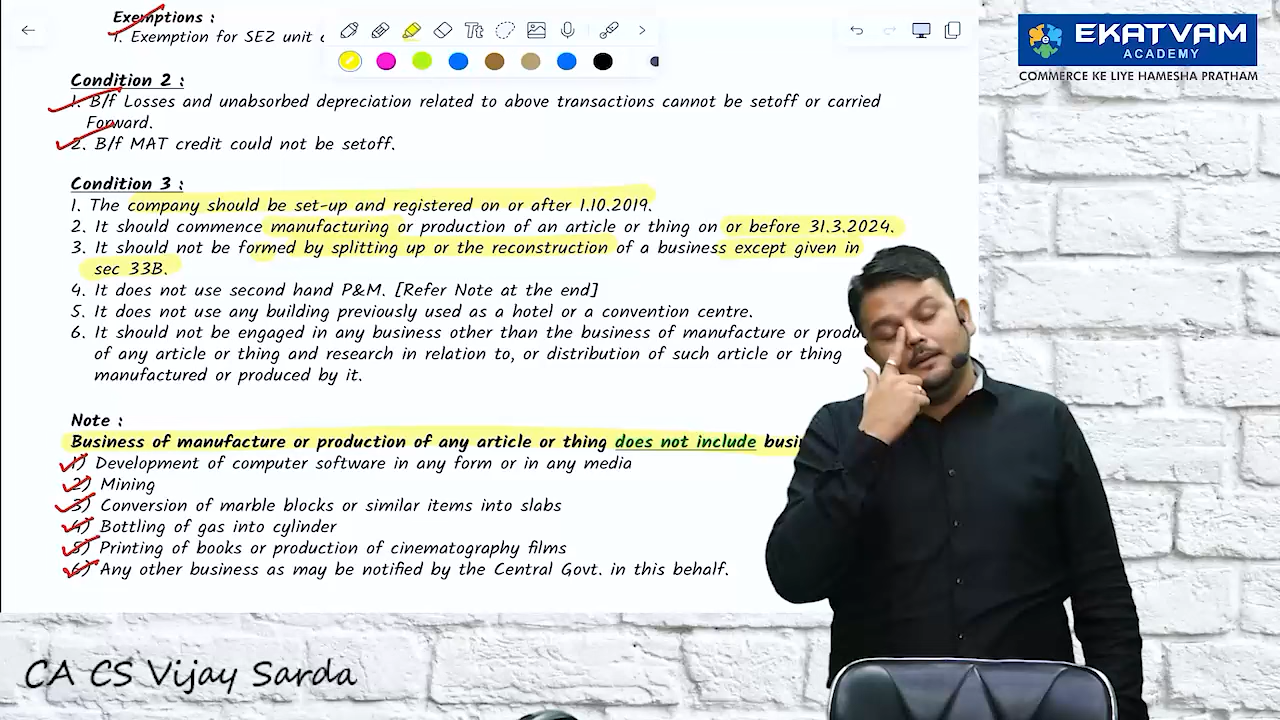 Exemptions :
1. Exemption for SEZ unit
Condition 2 :
1. B/f Losses and unabsorbed depreciation related to above transactions cannot be setoff or carried
Forward.
2. B/f MAT credit could not be setoff.
Condition 3 :
1. The company should be set-up and registered on or after 1.10.2019.
2. It should commence manufacturing or production of an article or thing on or before 31.3.2024.
3. It should not be formed by splitting up or the reconstruction of a business except given in
sec 33B.
4. It does not use second hand P&M. [Refer Note at the end]
5. It does not use any building previously used as a hotel or a convention centre.
6. It should not be engaged in any business other than the business of manufacture or produ
of any article or thing and research in relation to, or distribution of such article or thing
manufactured or produced by it.
Note :
Business of manufacture or production of any article or thing does not include busi
1) Development of computer software in any form or in any media
2) Mining
3) Conversion of marble blocks or similar items into slabs
4) Bottling of gas into cylinder
5) Printing of books or production of cinematography films
6) Any other business as may be notified by the Central Govt. in this behalf.
EKATVAM
ACADEMY
COMMERCE KE LIYE HAMESHA PRATHAM
CA CS Vijay Sarda